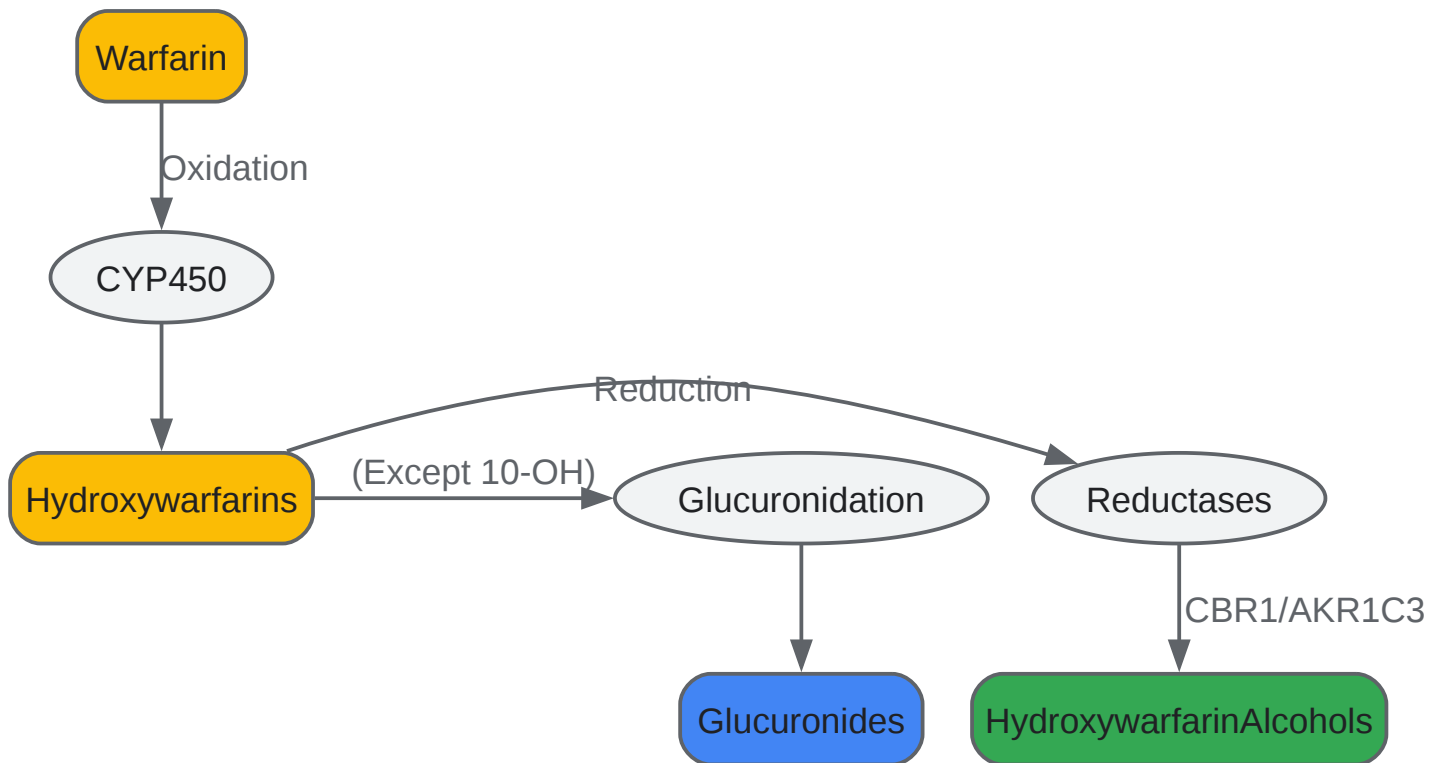 Warfarin
Oxidation
CYP450
Reduction
Hydroxywarfarins
(Except 10-OH)
Glucuronidation
Reductases
CBR1/AKR1C3
Glucuronides
HydroxywarfarinAlcohols